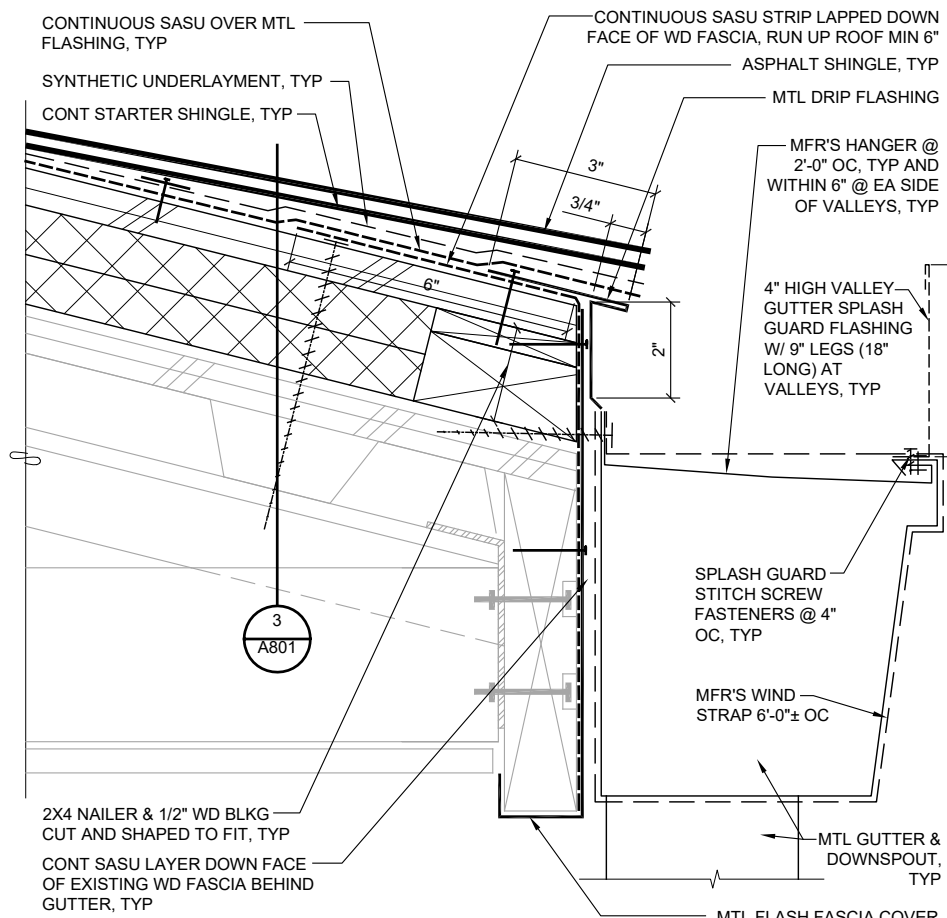 CONTINUOUS SASU OVER MTL
FLASHING, TYP
SYNTHETIC UNDERLAYMENT, TYP
CONT STARTER SHINGLE, TYP
CONTINUOUS SASU STRIP LAPPED DOWN
FACE OF WD FASCIA, RUN UP ROOF MIN 6"
ASPHALT SHINGLE, TYP
MTL DRIP FLASHING
MFR'S HANGER @
2'-0" OC, TYP AND
WITHIN 6" @ EA SIDE
OF VALLEYS, TYP
3"
3/4"
6"
2"
4" HIGH VALLEY
GUTTER SPLASH
GUARD FLASHING
W/ 9" LEGS (18"
LONG) AT
VALLEYS, TYP
SPLASH GUARD
STITCH SCREW
FASTENERS @ 4"
OC, TYP
3
A801
MFR'S WIND
STRAP 6'-0"± OC
2X4 NAILER & 1/2" WD BLKG
CUT AND SHAPED TO FIT, TYP
CONT SASU LAYER DOWN FACE
OF EXISTING WD FASCIA BEHIND
GUTTER, TYP
MTL GUTTER &
DOWNSPOUT,
TYP
MTL FLASH FASCIA COVER